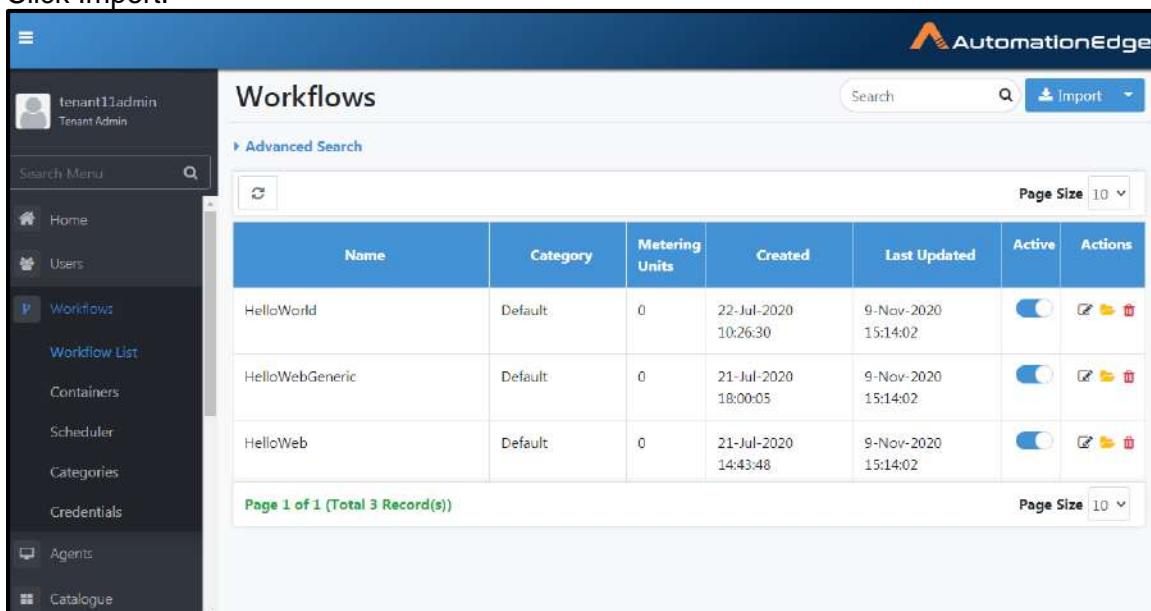 Click Import.
AutomationEdge
tenant11admin
Tenant Admin
Search Menu
Home
Users
Workflows
Workflow List
Containers
Scheduler
Categories
Credentials
Agents
Catalogue
Workflows
Search
Import
Advanced Search
Page Size 10
Name Category Metering Units Created Last Updated Active Actions
HelloWorld Default 0 22-Jul-2020 9-Nov-2020
10:26:30 15:14:02
HelloWebGeneric Default 0 21-Jul-2020 9-Nov-2020
18:00:05 15:14:02
HelloWeb Default 0 21-Jul-2020 9-Nov-2020
14:43:48 15:14:02
Page 1 of 1 (Total 3 Record(s)) Page Size 10